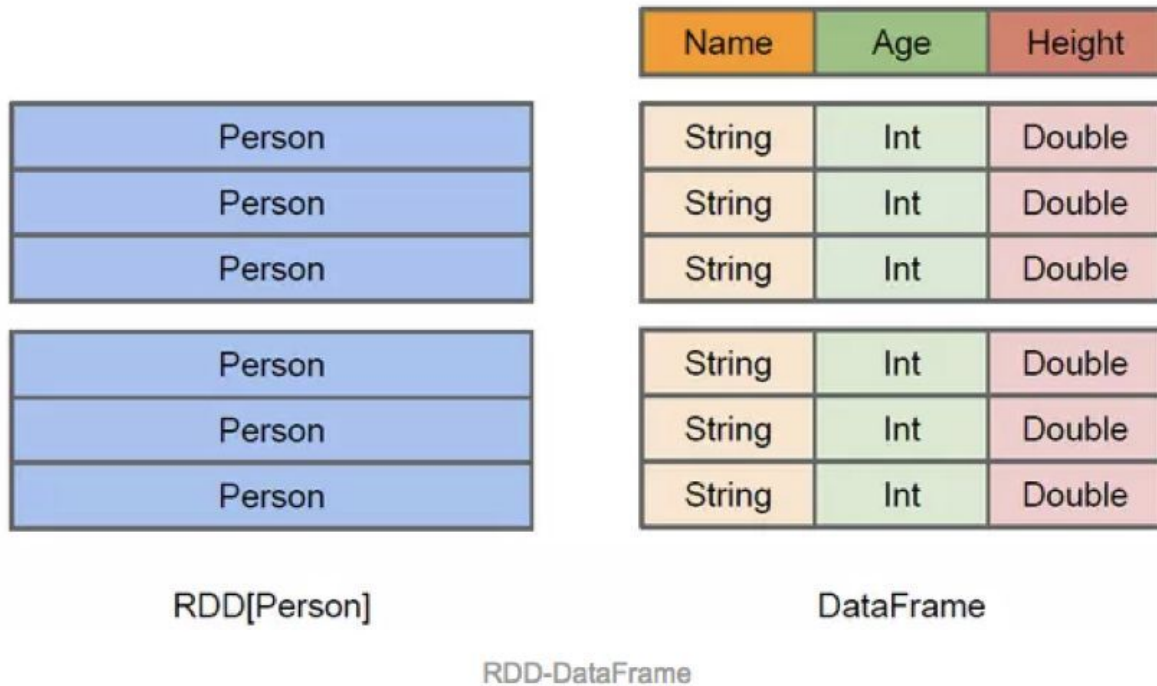 Name Age Height
Person String Int Double
Person String Int Double
Person String Int Double
Person String Int Double
Person String Int Double
Person String Int Double
RDD[Person] DataFrame
RDD-DataFrame